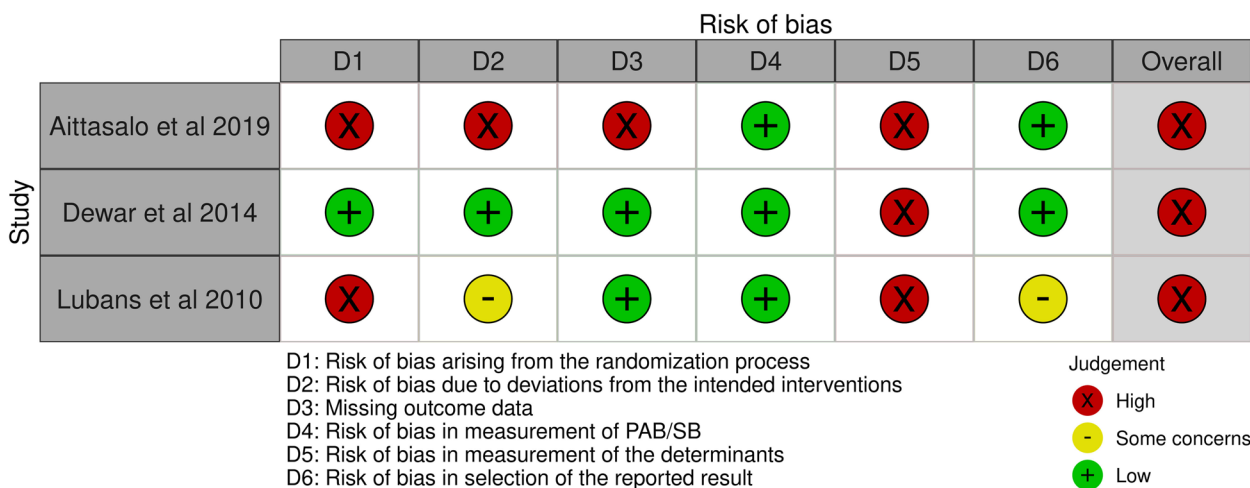 Risk of bias
D1 D2 D3 D4 D5 D6 Overall
Study
Aittasalo et al 2019 X X X + X + X
Dewar et al 2014 + + + + X + X
Lubans et al 2010 X - + + X - X
D1: Risk of bias arising from the randomization process
D2: Risk of bias due to deviations from the intended interventions
D3: Missing outcome data
D4: Risk of bias in measurement of PAB/SB
D5: Risk of bias in measurement of the determinants
D6: Risk of bias in selection of the reported result
Judgement
X High
- Some concerns
+ Low